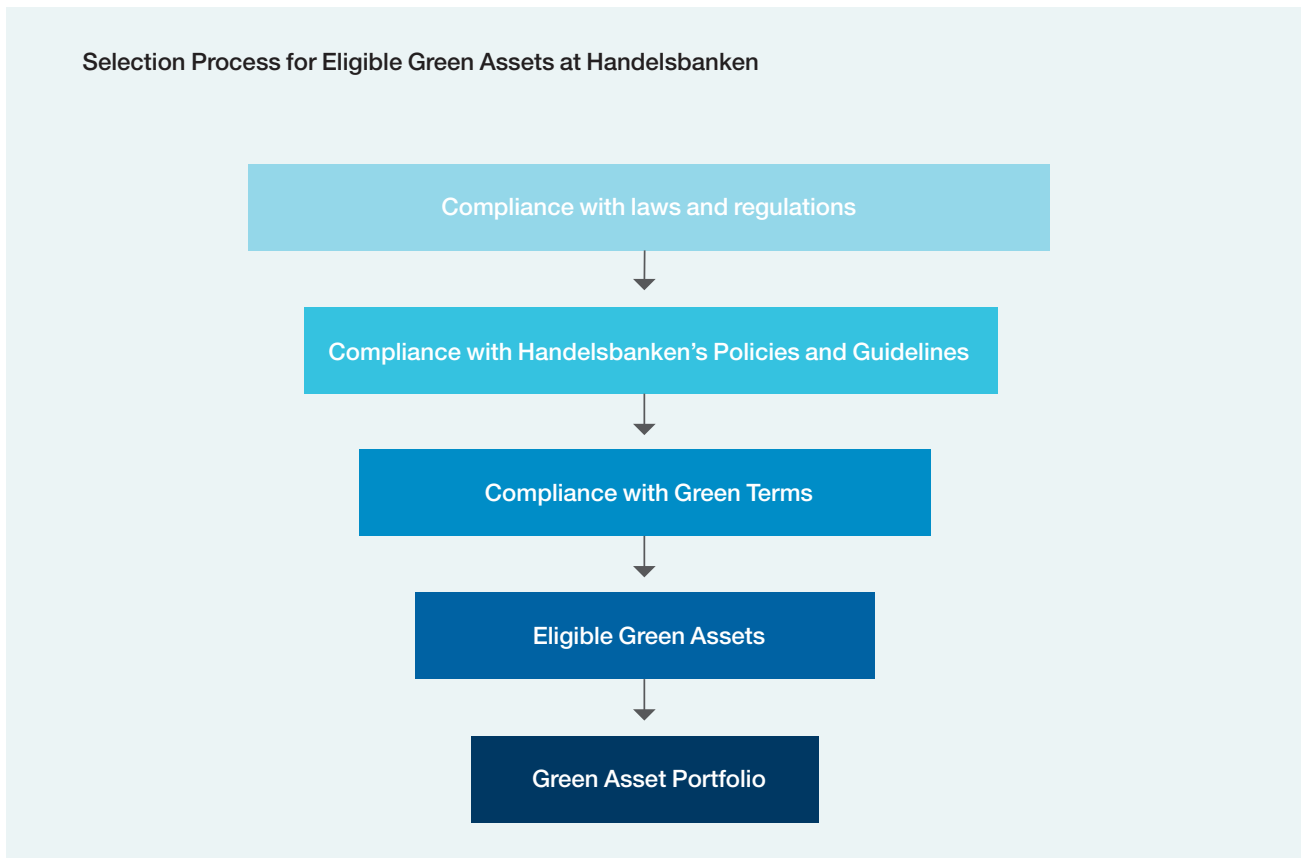 Selection Process for Eligible Green Assets at Handelsbanken
Compliance with laws and regulations
Compliance with Handelsbanken’s Policies and Guidelines
Compliance with Green Terms
Eligible Green Assets
Green Asset Portfolio